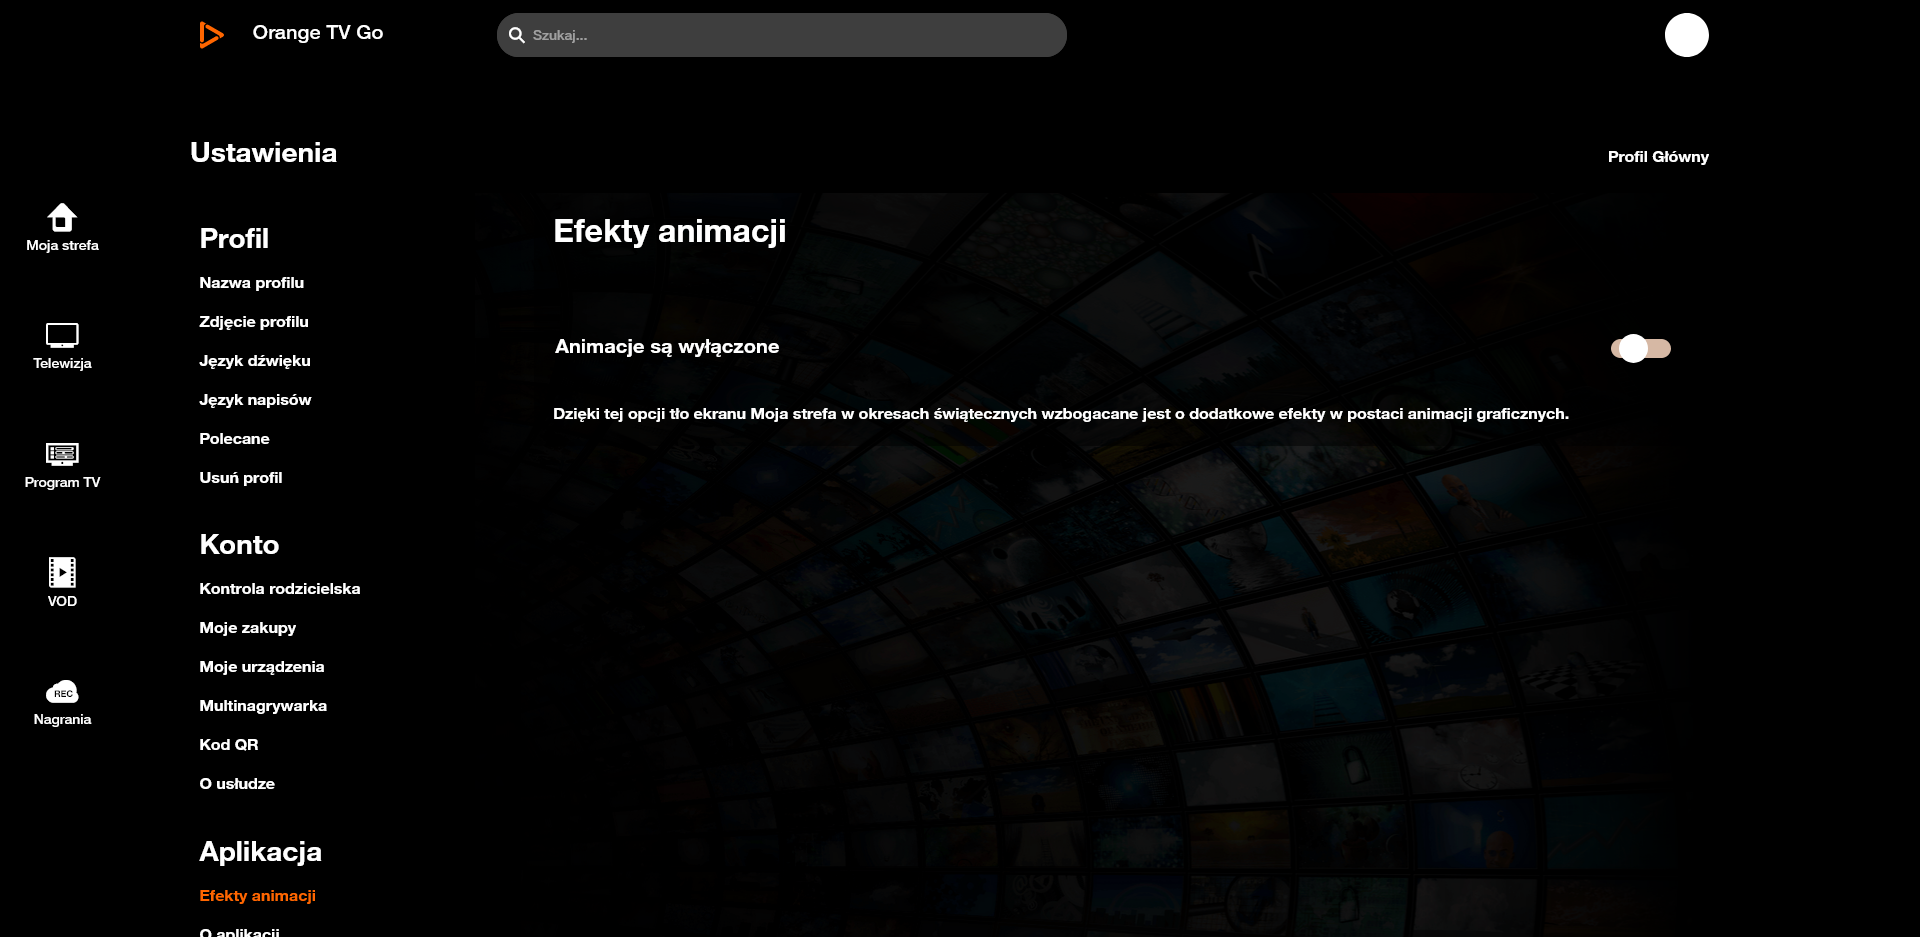 Orange TV Go
Szukaj...
Ustawienia
Profil Główny
Moja strefa
Telewizja
Program TV
VOD
REC
Nagrania
Profil
Nazwa profilu
Zdjęcie profilu
Język dźwięku
Język napisów
Polecane
Usuń profil
Konto
Kontrola rodzicielska
Moje zakupy
Moje urządzenia
Multinagrywarka
Kod QR
O usłudze
Aplikacja
Efekty animacji
O aplikacji
Efekty animacji
Animacje są wyłączone
Dzięki tej opcji tło ekranu Moja strefa w okresach świątecznych wzbogacane jest o dodatkowe efekty w postaci animacji graficznych.